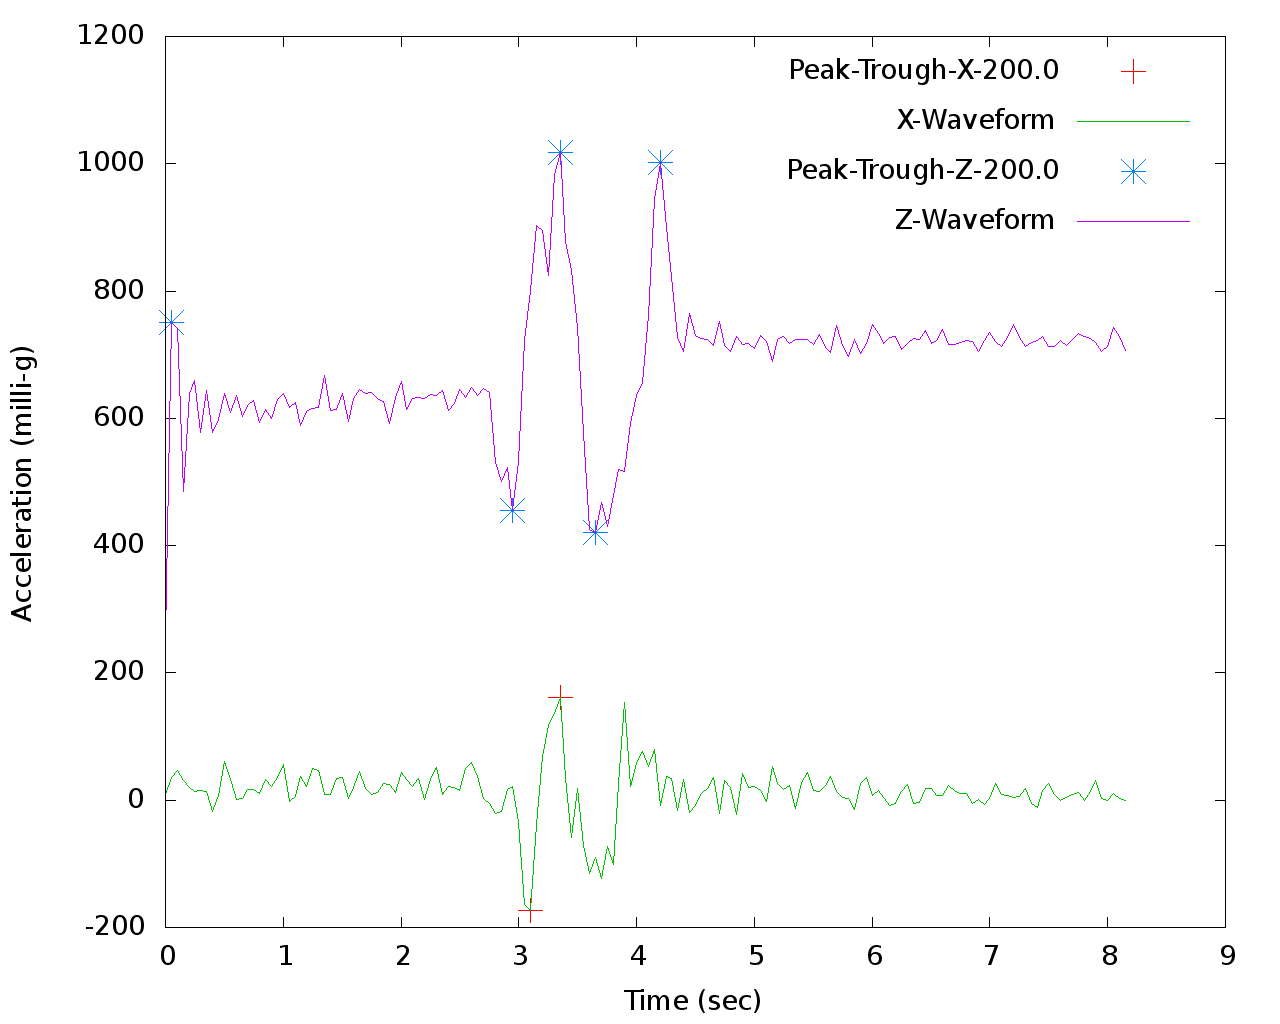 1200
1000
800
600
400
200
0
-200
Acceleration (milli-g)
Peak-Trough-X-200.0
X-Waveform
Peak-Trough-Z-200.0
Z-Waveform
0 1 2 3 4 5 6 7 8 9
Time (sec)